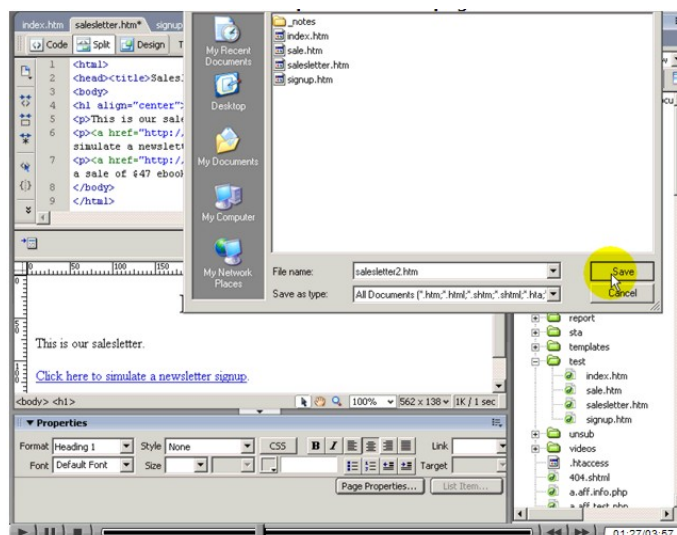 index.htm salesletter.htm* signup
Code Split Design
1 <html>
2 <head><title>Sales
3 <body>
4 <h1 align="center">
5 <p>This is our sale
6 <p><a href="http:/
simulate a newslett
7 <p><a href="http:/
a sale of $47 ebook
8 </body>
9 </html>
My Recent Documents
Desktop
My Documents
My Computer
My Network Places
_notes
index.htm
sale.htm
salesletter.htm
signup.htm
File name: salesletter2.htm Save
Save as type: All Documents (*.htm;*.html;*.shtm;*.shtml;*.hta; Cancel
0 50 100 150
This is our salesletter.
Click here to simulate a newsletter signup.
<body> <h1> 100% 562 x 138 1K / 1 sec
Properties
Format Heading 1 Style None CSS B I Link
Font Default Font Size Target
Page Properties... List Item...
report
sta
templates
test
index.htm
sale.htm
salesletter.htm
signup.htm
unsub
videos
.htaccess
404.shtml
a.aff.info.php
a.aff.test.php
01:27/03:57